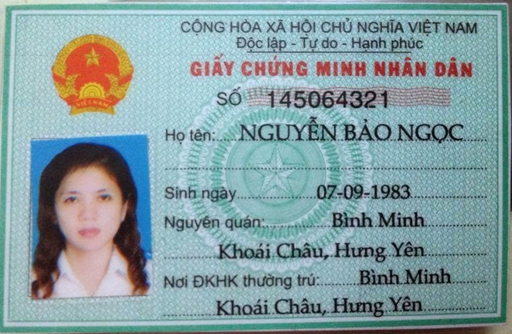 CỘNG HÒA XÃ HỘI CHỦ NGHĨA VIỆT NAM
Độc lập - Tự do - Hạnh phúc
GIẤY CHỨNG MINH NHÂN DÂN
SỐ 145064321
Họ tên: NGUYỄN BẢO NGỌC
Sinh ngày 07-09-1983
Nguyên quán: Bình Minh
Khoái Châu, Hưng Yên
Nơi ĐKHK thường trú: Bình Minh
Khoái Châu, Hưng Yên
VIỆT NAM